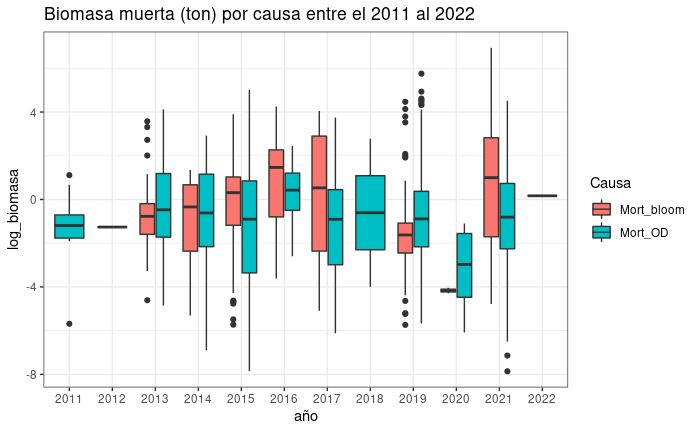 Biomasa muerta (ton) por causa entre el 2011 al 2022
log_biomasa
4
0
-4
-8
2011 2012 2013 2014 2015 2016 2017 2018 2019 2020 2021 2022
año
Causa
Mort_bloom
Mort_OD